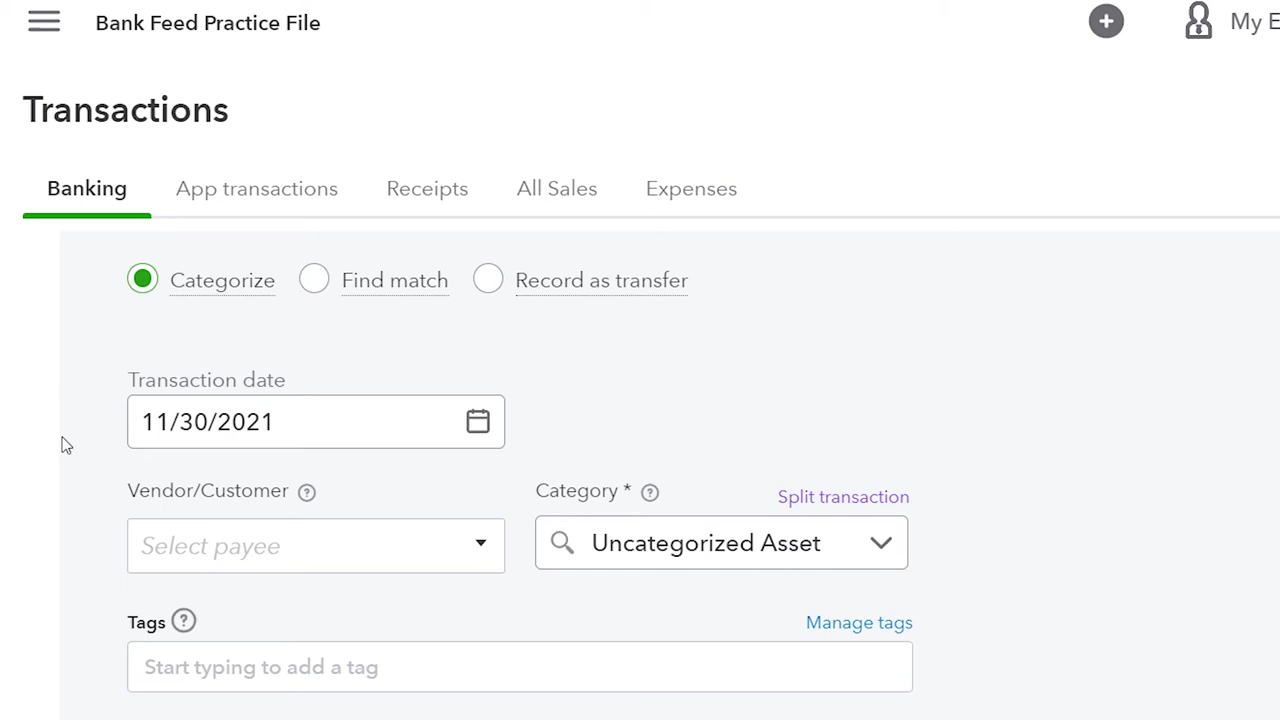 Bank Feed Practice File
My E
Transactions
Banking App transactions Receipts All Sales Expenses
Categorize Find match Record as transfer
Transaction date
11/30/2021
Vendor/Customer ? Category * ? Split transaction
Select payee Uncategorized Asset
Tags ? Manage tags
Start typing to add a tag